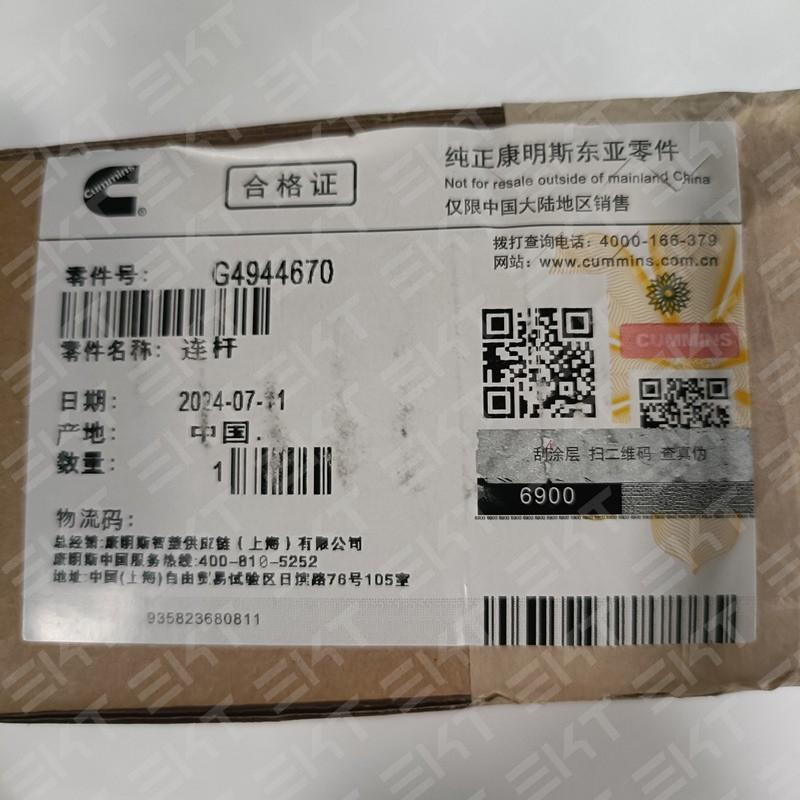 Cummins
合格证
纯正康明斯东亚零件
Not for resale outside of mainland China
仅限中国大陆地区销售
拨打查询电话：4000-166-379
网站：www.cummins.com.cn
零件号： G4944670
零件名称： 连杆
日期： 2024-07-11
产地： 中国.
数量： 1
CUMMINS
刮涂层 扫二维码 查真伪
6900
物流码：
总经销:康明斯智慧供应链（上海）有限公司
康明斯中国服务热线:400-810-5252
地址:中国(上海)自由贸易试验区日滨路76号105室
935823680811
EKT